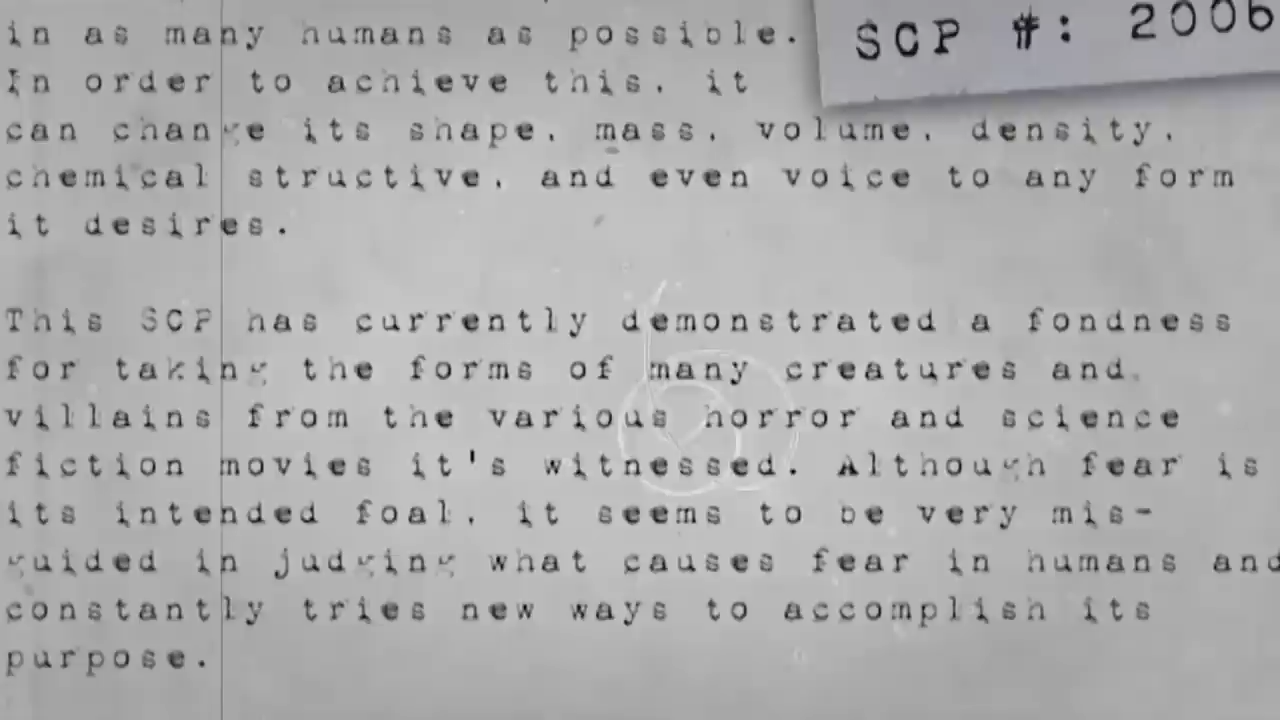 in as many humans as possible.
SCP #: 2006
In order to achieve this, it
can change its shape, mass, volume, density,
chemical structive, and even voice to any form
it desires.
This SCP has currently demonstrated a fondness
for taking the forms of many creatures and
villains from the various horror and science
fiction movies it's witnessed. Although fear is
its intended foal, it seems to be very mis-
guided in judging what causes fear in humans and
constantly tries new ways to accomplish its
purpose.